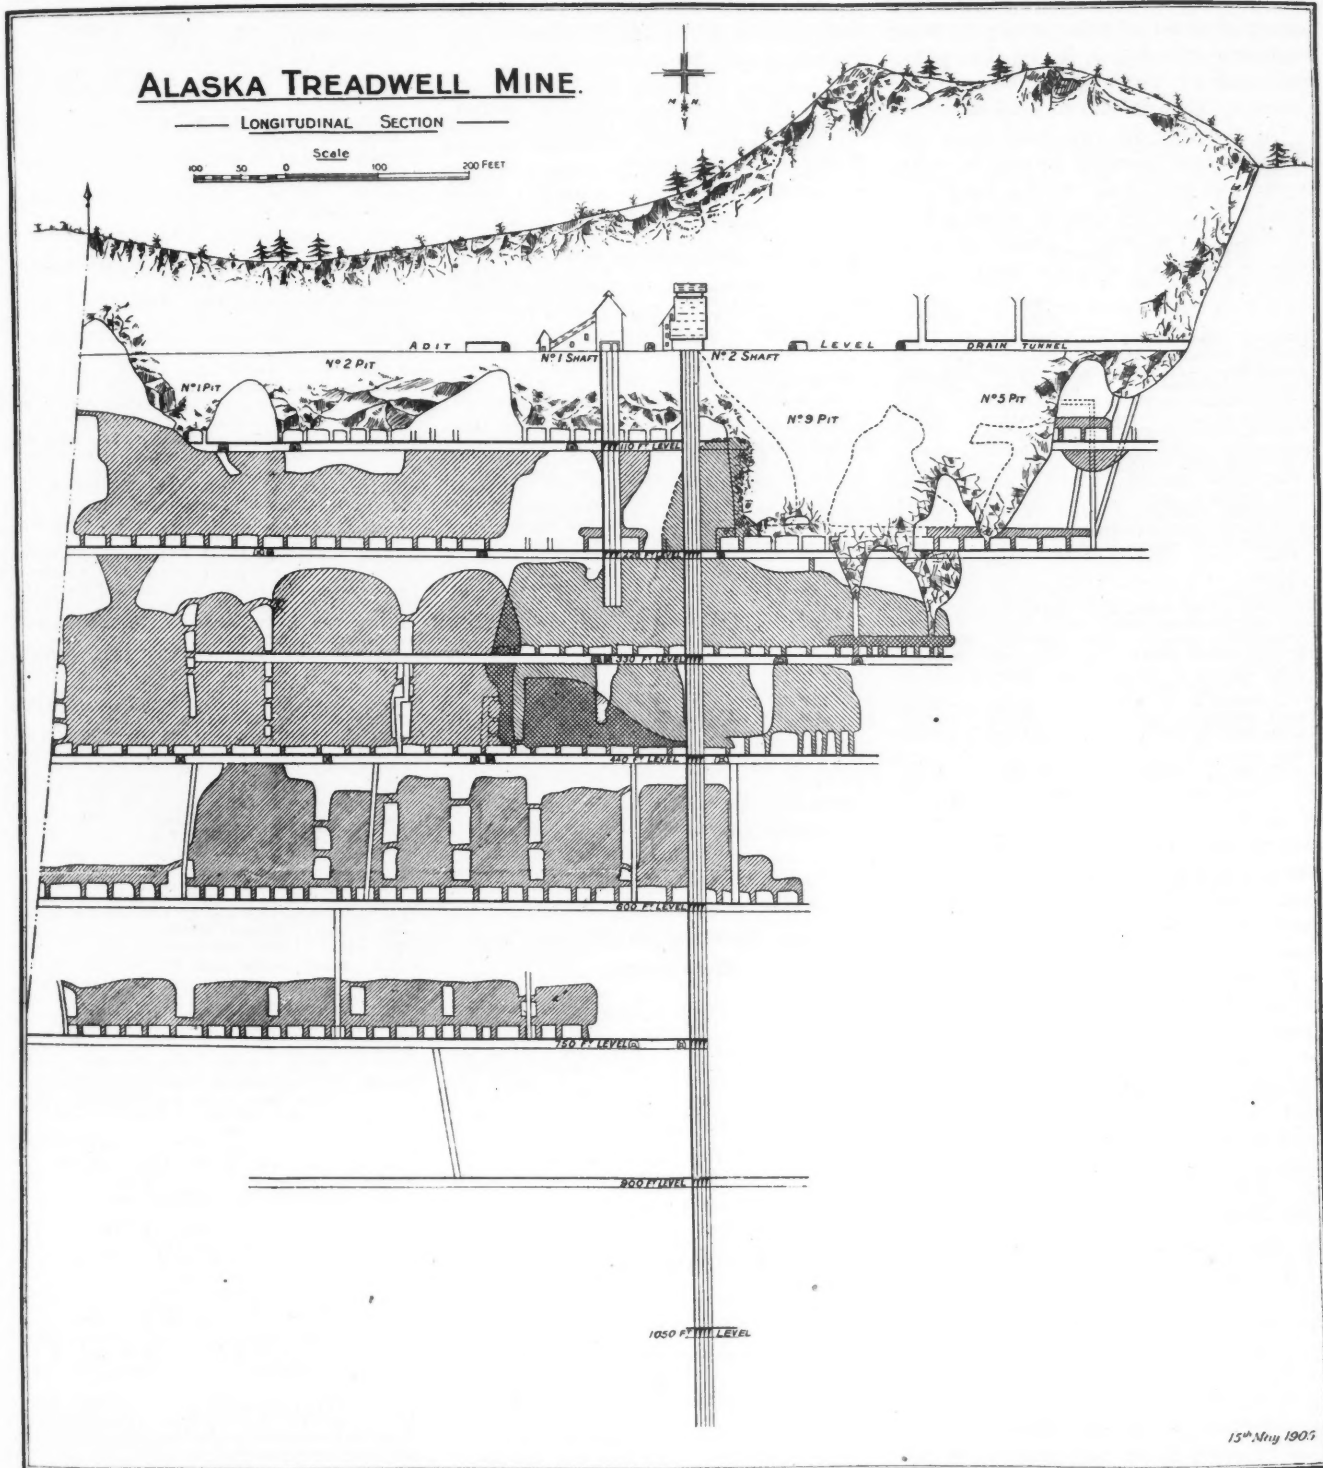 ALASKA TREADWELL MINE.
LONGITUDINAL SECTION
Scale
100 50 0 100 200 FEET
M. N.
ADIT
Nº 1 SHAFT
Nº 2 SHAFT
LEVEL
DRAIN TUNNEL
Nº 1 PIT
Nº 2 PIT
Nº 9 PIT
Nº 5 PIT
110 FT LEVEL
220 FT LEVEL
330 FT LEVEL
440 FT LEVEL
600 FT LEVEL
750 FT LEVEL
900 FT LEVEL
1050 FT LEVEL
15th May